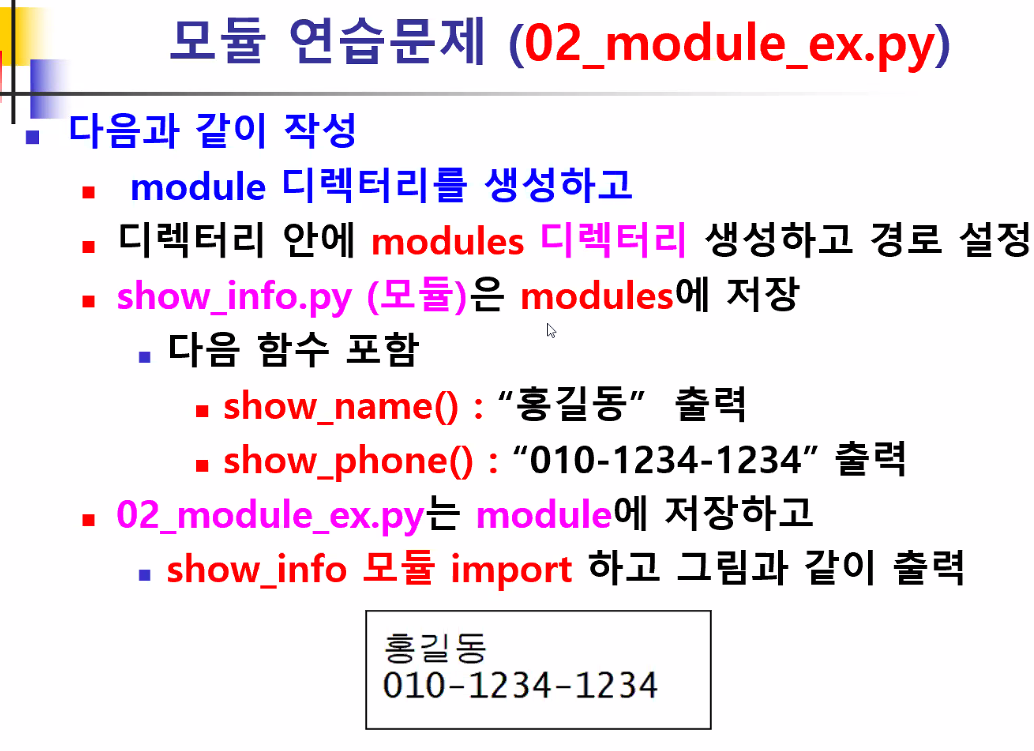 모듈 연습문제 (02_module_ex.py)
다음과 같이 작성
module 디렉터리를 생성하고
디렉터리 안에 modules 디렉터리 생성하고 경로 설정
show_info.py (모듈)은 modules에 저장
다음 함수 포함
show_name() : “홍길동” 출력
show_phone() : “010-1234-1234” 출력
02_module_ex.py는 module에 저장하고
show_info 모듈 import 하고 그림과 같이 출력
홍길동
010-1234-1234